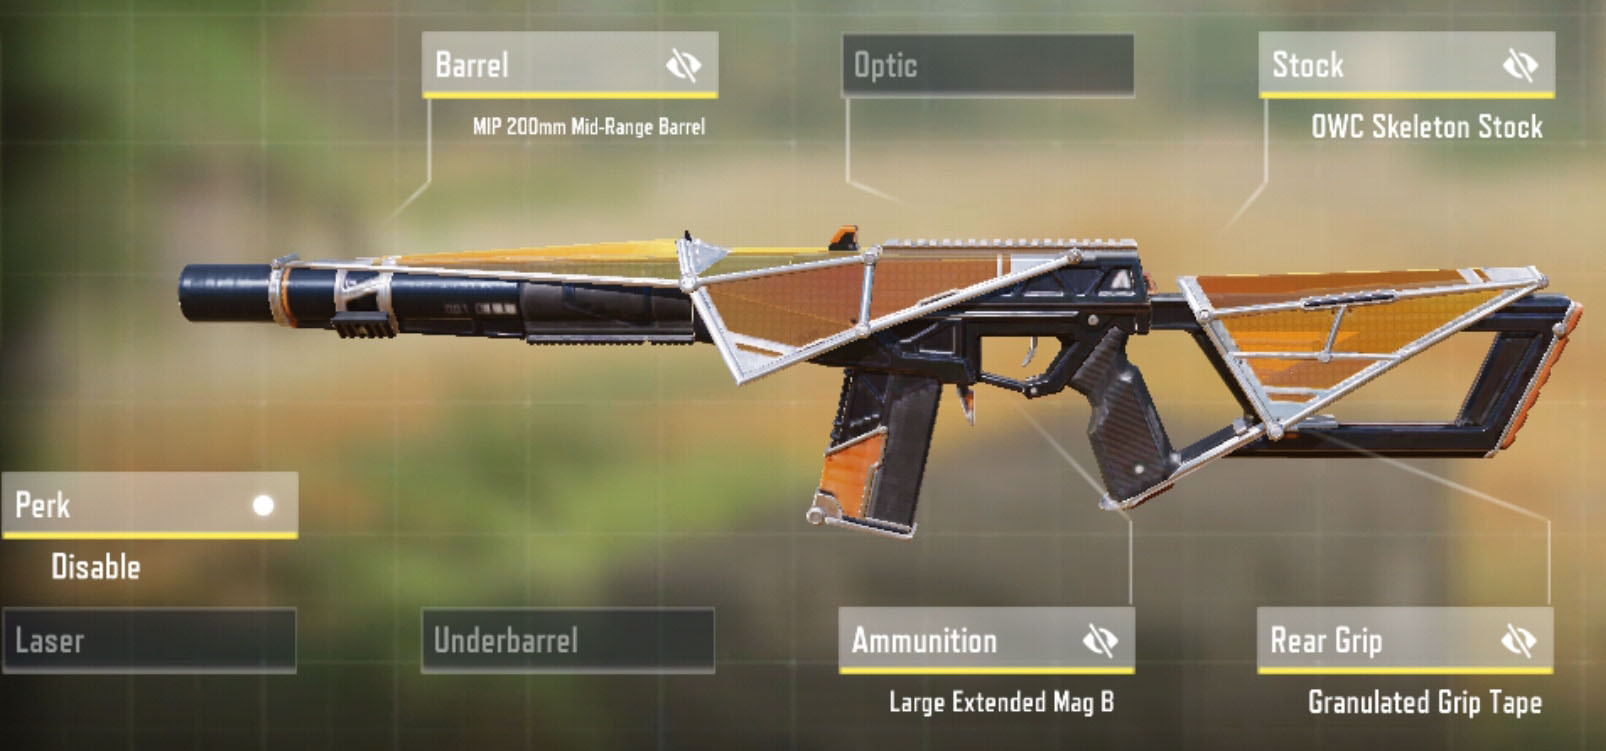 Barrel
MIP 200mm Mid-Range Barrel
Optic
Stock
OWC Skeleton Stock
Perk
Disable
Laser
Underbarrel
Ammunition
Large Extended Mag B
Rear Grip
Granulated Grip Tape